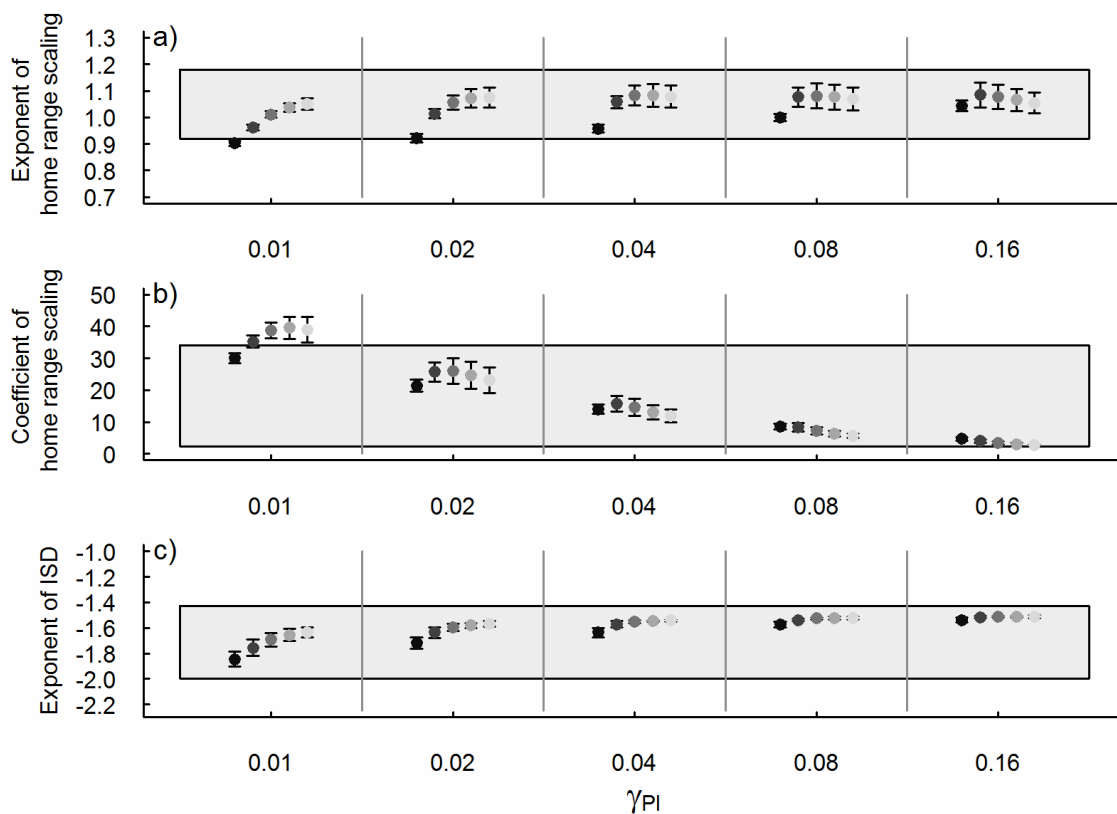 a)
Exponent of
home range scaling
1.3
1.2
1.1
1.0
0.9
0.8
0.7
0.01 0.02 0.04 0.08 0.16
b)
Coefficient of
home range scaling
50
40
30
20
10
0
0.01 0.02 0.04 0.08 0.16
c)
Exponent of ISD
-1.0
-1.2
-1.4
-1.6
-1.8
-2.0
-2.2
0.01 0.02 0.04 0.08 0.16
γPI